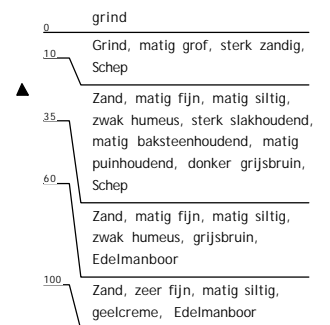 grind
0
Grind, matig grof, sterk zandig,
10
Schep
Zand, matig fijn, matig siltig,
35
zwak humeus, sterk slakhoudend,
matig baksteenhoudend, matig
puinhoudend, donker grijsbruin,
60
Schep
Zand, matig fijn, matig siltig,
zwak humeus, grijsbruin,
Edelmanboor
100
Zand, zeer fijn, matig siltig,
geelcreme, Edelmanboor